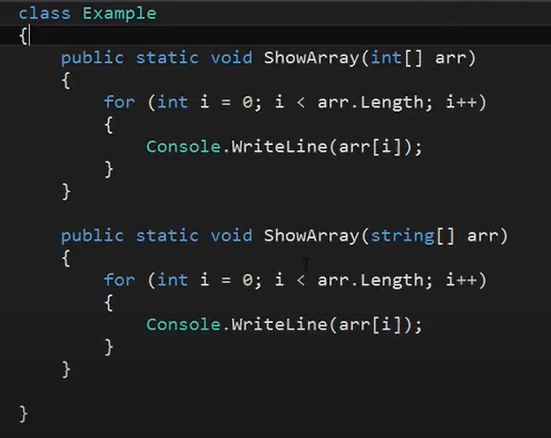 class Example
{
    public static void ShowArray(int[] arr)
    {
        for (int i = 0; i < arr.Length; i++)
        {
            Console.WriteLine(arr[i]);
        }
    }

    public static void ShowArray(string[] arr)
    {
        for (int i = 0; i < arr.Length; i++)
        {
            Console.WriteLine(arr[i]);
        }
    }

}